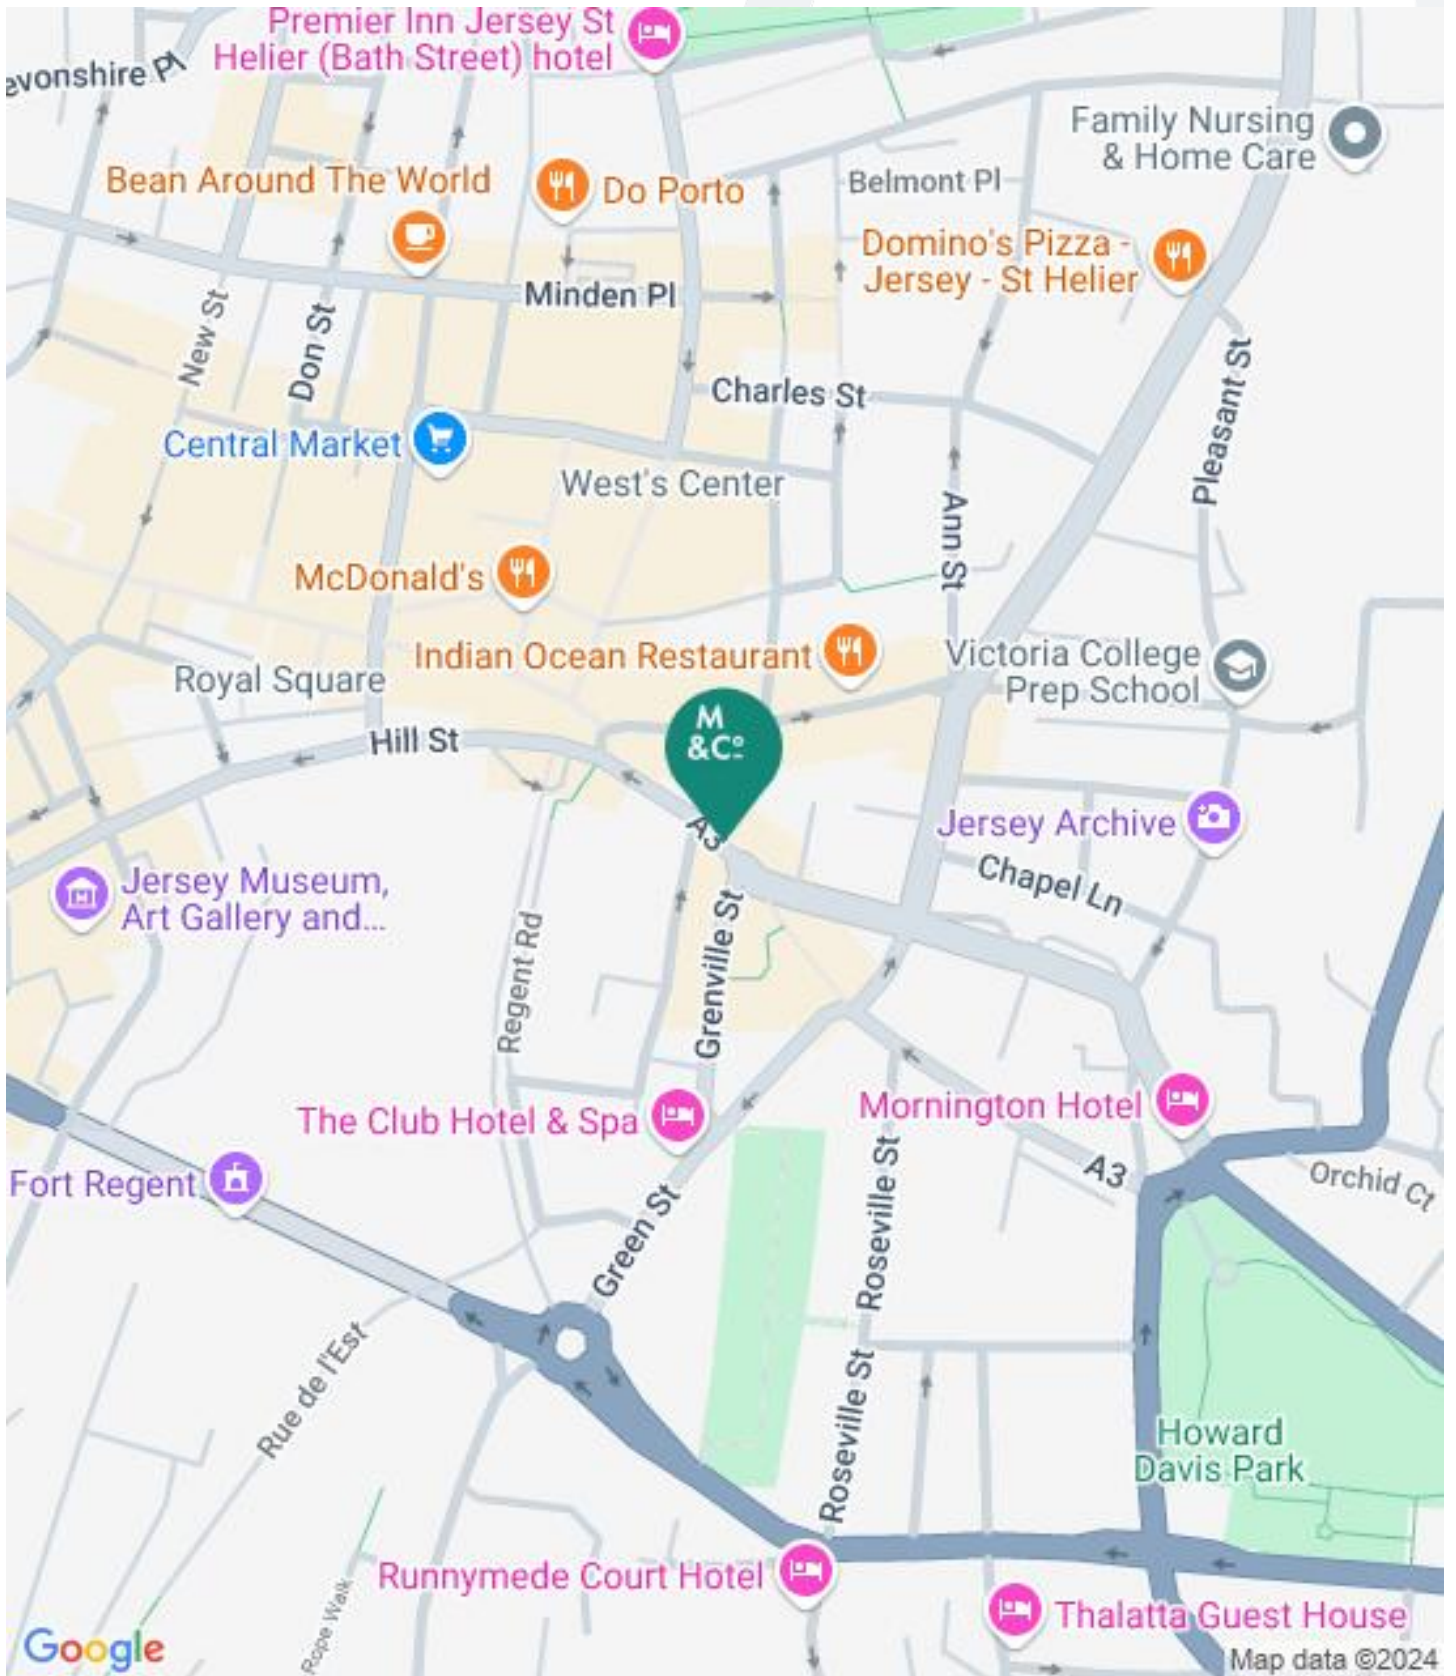 Premier Inn Jersey St
Helier (Bath Street) hotel
evonshire Pl
Family Nursing
& Home Care
Bean Around The World
Do Porto
Belmont Pl
Domino's Pizza -
Jersey - St Helier
Minden Pl
New St
Don St
Charles St
Pleasant St
Central Market
West's Center
Ann St
McDonald's
Indian Ocean Restaurant
Victoria College
Prep School
Royal Square
M
&Cº
Hill St
A3
Jersey Archive
Chapel Ln
Jersey Museum,
Art Gallery and...
Regent Rd
Grenville St
The Club Hotel & Spa
Mornington Hotel
Fort Regent
A3
Orchid Ct
Green St
Roseville St
Rue de l'Est
Roseville St
Howard
Davis Park
Runnymede Court Hotel
Rope Walk
Thalatta Guest House
Google
Map data ©2024